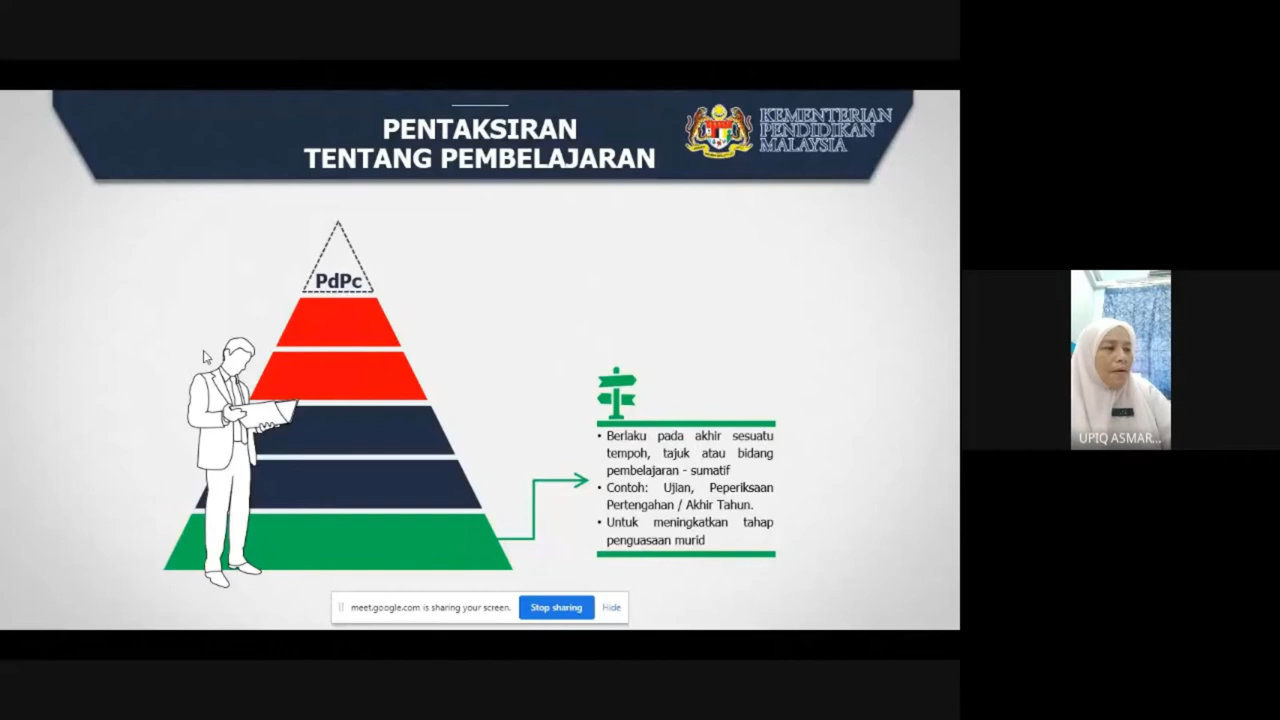 PENTAKSIRAN
TENTANG PEMBELAJARAN
KEMENTERIAN
PENDIDIKAN
MALAYSIA
PdPc
• Berlaku pada akhir sesuatu
tempoh, tajuk atau bidang
pembelajaran - sumatif
• Contoh: Ujian, Peperiksaan
Pertengahan / Akhir Tahun.
• Untuk meningkatkan tahap
penguasaan murid
meet.google.com is sharing your screen.
Stop sharing
Hide
UPIQ ASMAR...